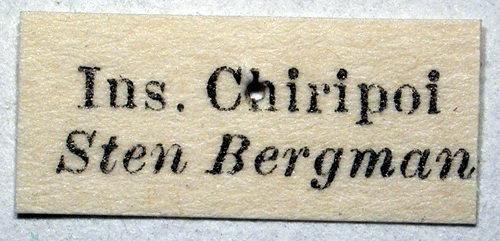 Ins. Chiripoi
Sten Bergman